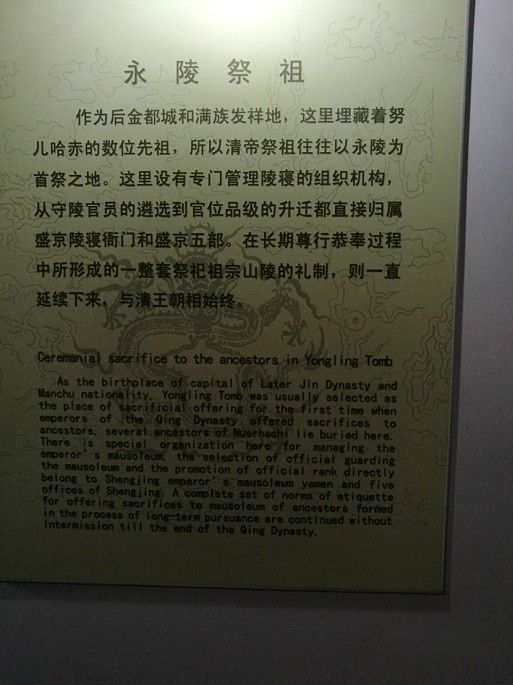 永陵祭祖
作为后金都城和满族发祥地，这里埋藏着努
儿哈赤的数位先祖，所以清帝祭祖往往以永陵为
首祭之地。这里设有专门管理陵寝的组织机构，
从守陵官员的遴选到官位品级的升迁都直接归属
盛京陵寝衙门和盛京五部。在长期尊行恭奉过程
中所形成的一整套祭祀祖宗山陵的礼制，则一直
延续下来，与清王朝相始终。
Ceremanial sacrifice to the ancestors in Yongling Tomb
As the birthplace of capital of Later Jin Dynasty and
Manchu nationality, Yongling Tomb was usually selected as
the place of sacrificial offering for the first time when
emperors of the Qing Dynasty offered sacrifices to
ancestors, several ancestors of Nuerhachi lie buried here.
There is special organization here for managing the
emperor's mausoleum, the selection of official guarding
the mausoleum and the promotion of official rank directly
belong to Shengjing emperor's mausoleum yamen and five
offices of Shengjing. A complete set of norms of etiquette
for offering sacrifices to mausoleum of ancestors formed
in the process of long-term pursuance are continued without
intermission till the end of the Qing Dynasty.